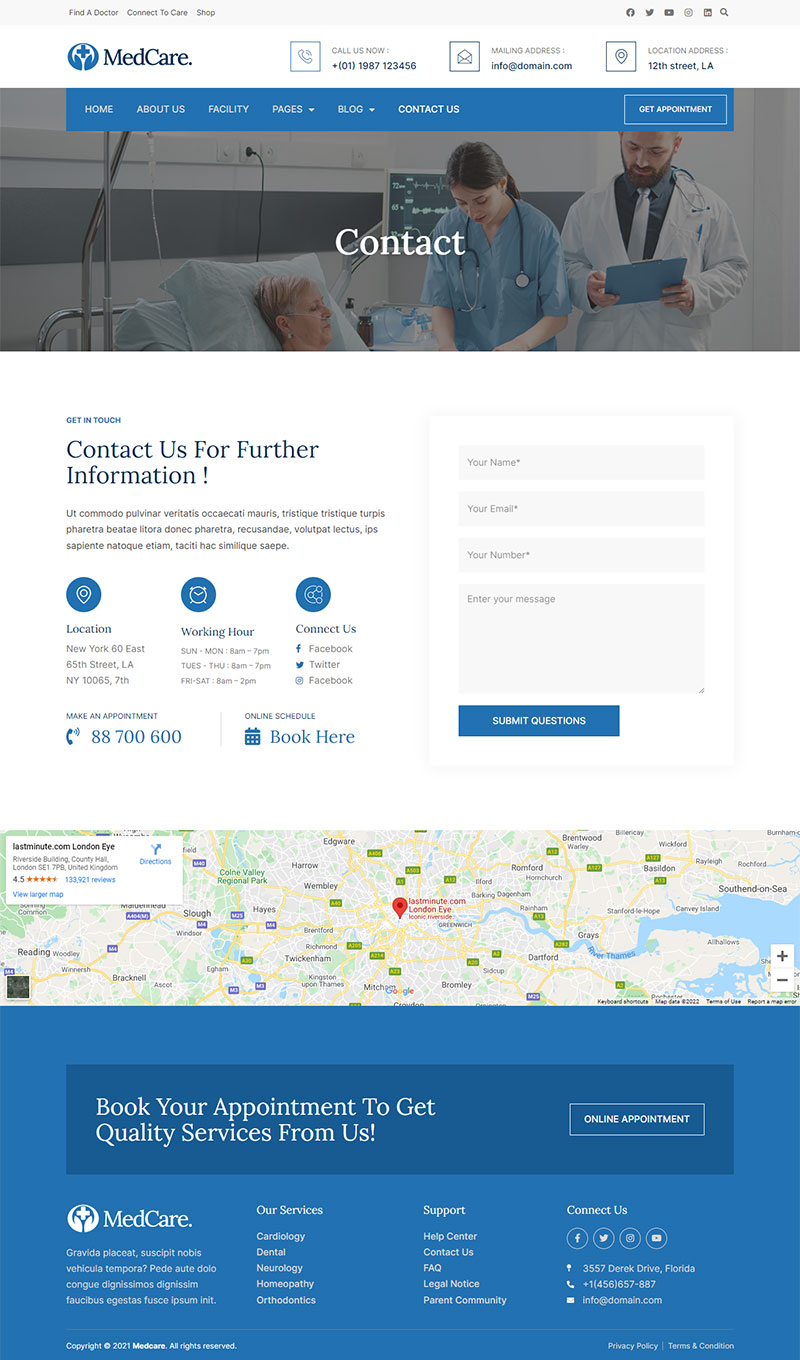 Find A Doctor Connect To Care Shop
MedCare.
CALL US NOW :
+(01) 1987 123456
MAILING ADDRESS :
info@domain.com
LOCATION ADDRESS :
12th street, LA
HOME ABOUT US FACILITY PAGES BLOG CONTACT US GET APPOINTMENT
Contact
GET IN TOUCH
Contact Us For Further
Information !
Ut commodo pulvinar veritatis occaecati mauris, tristique tristique turpis
pharetra beatae litora donec pharetra, recusandae, volutpat lectus, ips
sapiente natoque etiam, taciti hac similique saepe.
Location
New York 60 East
65th Street, LA
NY 10065, 7th
Working Hour
SUN - MON : 8am – 7pm
TUES - THU : 8am – 7pm
FRI-SAT : 8am – 2pm
Connect Us
Facebook
Twitter
Facebook
MAKE AN APPOINTMENT
88 700 600
ONLINE SCHEDULE
Book Here
Your Name*
Your Email*
Your Number*
Enter your message
SUBMIT QUESTIONS
lastminute.com London Eye
Riverside Building, County Hall,
London SE1 7PB, United Kingdom
4.5 133,921 reviews
View larger map
Directions
Edgware
Brentwood
Billericay
Wickford
Burnham-
Harrow
Colne Valley
Regional Park
Wembley
Ilford
Romford
Hornchurch
Basildon
Rayleigh
Rochford
Southend-on-Sea
Barking
Dagenham
Rainham
Maidenhead
Slough
Hayes
Windsor
Brentford
lastminute.com
London Eye
Iconic riverside
GREENWICH
Stanford-le-Hope
Canvey Island
Grays
Allhallows
Richmond
Twickenham
Reading
Woodley
Winnersh
Bracknell
Ascot
Egham
Kingston
upon Thames
Mitcham
Bromley
Sidcup
Dartford
River Thames
Gravesend
Croydon
Rochester
Google
Keyboard shortcuts Map data ©2022 Terms of Use Report a map error
Book Your Appointment To Get
Quality Services From Us!
ONLINE APPOINTMENT
MedCare.
Gravida placeat, suscipit nobis
vehicula tempora? Pede aute dolo
congue dignissimos dignissim
faucibus egestas fusce ipsum init.
Our Services
Cardiology
Dental
Neurology
Homeopathy
Orthodontics
Support
Help Center
Contact Us
FAQ
Legal Notice
Parent Community
Connect Us
3557 Derek Drive, Florida
+1(456)657-887
info@domain.com
Copyright © 2021 Medcare. All rights reserved.
Privacy Policy | Terms & Condition